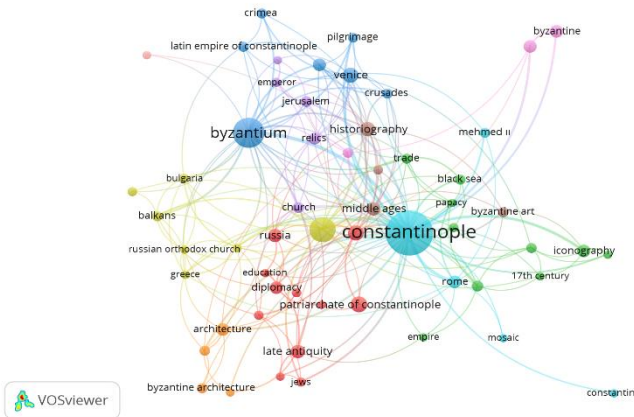 crimea
pilgrimage
byzantine
latin empire of constantinople
venice
emperor
crusades
jerusalem
byzantium
historiography
mehmed ıı
relics
trade
bulgaria
black sea
papacy
balkans
church
middle ages
byzantine art
russia
constantinople
russian orthodox church
iconography
greece
education
17th century
diplomacy
rome
patriarchate of constantinople
architecture
empire
mosaic
late antiquity
byzantine architecture
jews
constantin
VOSviewer